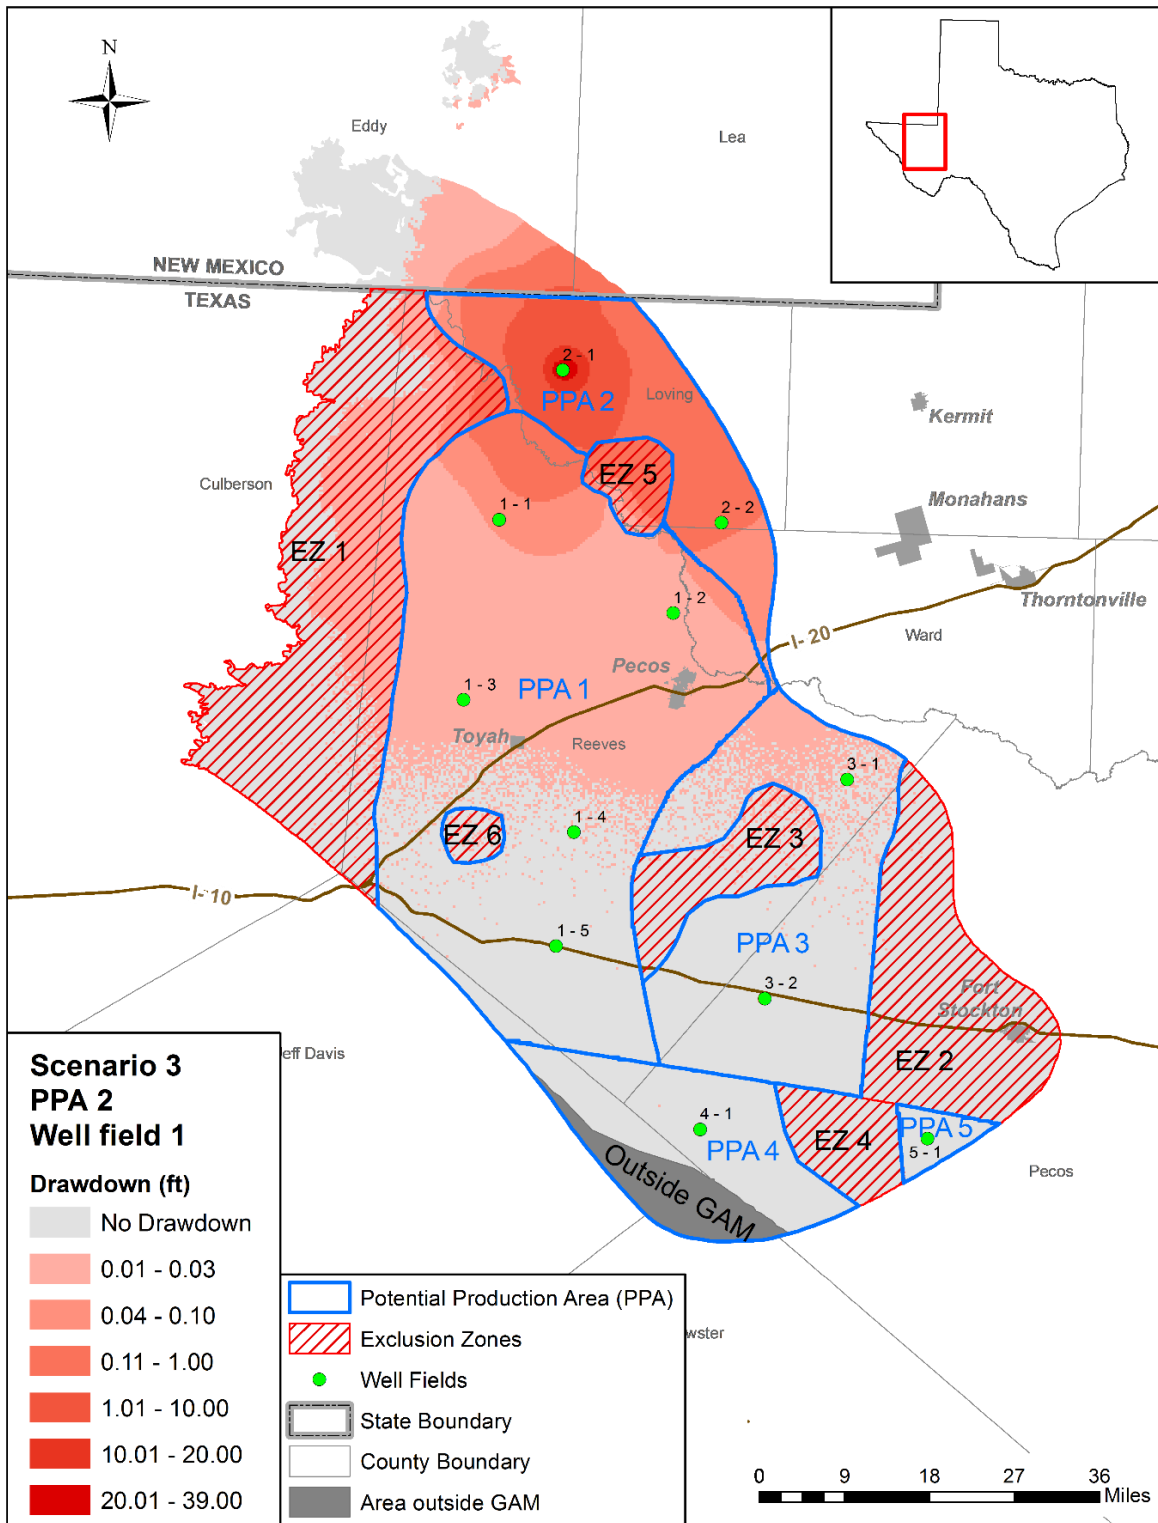 N
Eddy
Lea
NEW MEXICO
TEXAS
2 - 1
PPA 2
Loving
Kermit
EZ 5
Culberson
1 - 1
2 - 2
Monahans
EZ 1
1 - 2
Thorntonville
I- 20
Ward
Pecos
1 - 3
PPA 1
Toyah
Reeves
3 - 1
1 - 4
EZ 6
EZ 3
I- 10
1 - 5
PPA 3
3 - 2
Fort
Stockton
Jeff Davis
EZ 2
4 - 1
PPA 4
EZ 4
PPA 5
5 - 1
Outside GAM
Pecos
wster
Scenario 3
PPA 2
Well field 1
Drawdown (ft)
No Drawdown
0.01 - 0.03
0.04 - 0.10
0.11 - 1.00
1.01 - 10.00
10.01 - 20.00
20.01 - 39.00
Potential Production Area (PPA)
Exclusion Zones
Well Fields
State Boundary
County Boundary
Area outside GAM
0 9 18 27 36
Miles